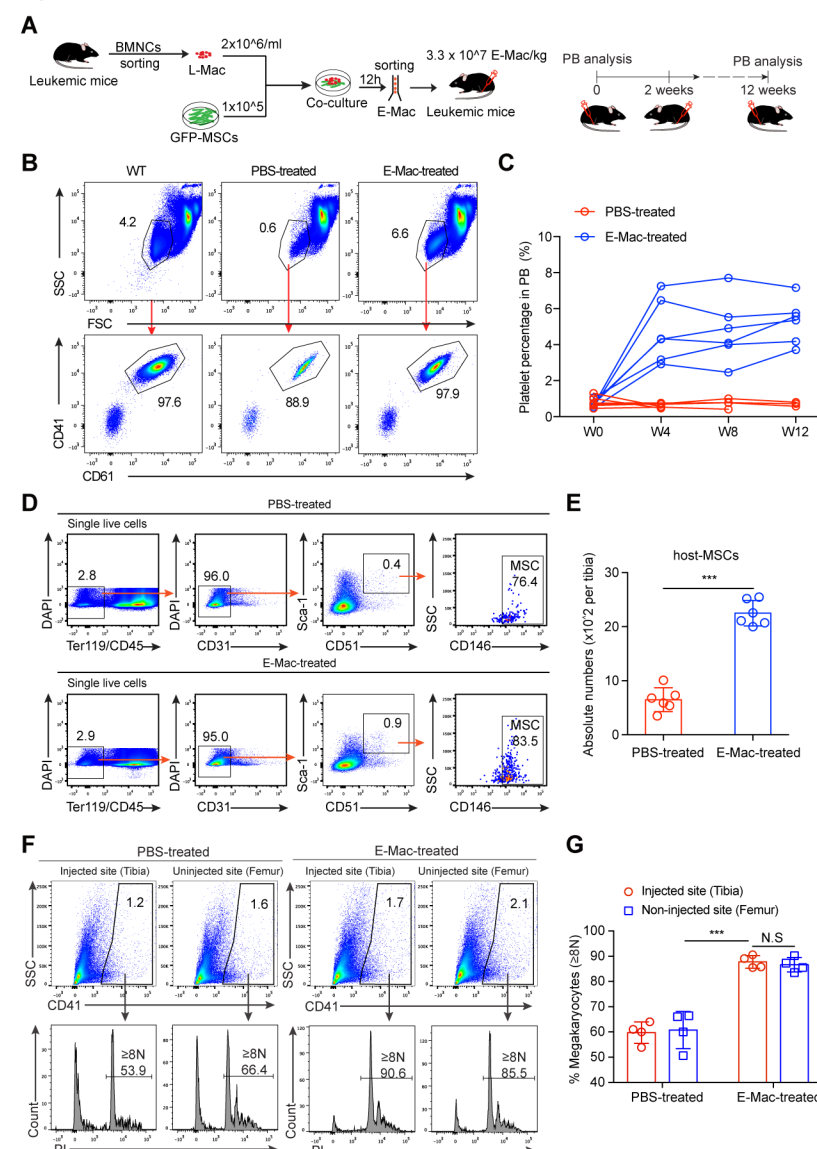 A
BMNCs
sorting
Leukemic mice
L-Mac
2x10^6/ml
GFP-MSCs
1x10^5
Co-culture
12h
sorting
E-Mac
3.3 x 10^7 E-Mac/kg
Leukemic mice
PB analysis
PB analysis
0
2 weeks
12 weeks
B
WT
PBS-treated
E-Mac-treated
4.2
0.6
6.6
SSC
FSC
97.6
88.9
97.9
CD41
CD61
C
PBS-treated
E-Mac-treated
Platelet percentage in PB (%)
10
8
6
4
2
0
W0
W4
W8
W12
D
PBS-treated
Single live cells
2.8
96.0
0.4
MSC
76.4
DAPI
DAPI
Sca-1
SSC
Ter119/CD45
CD31
CD51
CD146
E-Mac-treated
Single live cells
2.9
95.0
0.9
MSC
83.5
DAPI
DAPI
Sca-1
SSC
Ter119/CD45
CD31
CD51
CD146
E
host-MSCs
***
Absolute numbers (x10^2 per tibia)
30
20
10
0
PBS-treated
E-Mac-treated
F
PBS-treated
E-Mac-treated
Injected site (Tibia)
Uninjected site (Femur)
Injected site (Tibia)
Uninjected site (Femur)
1.2
1.6
1.7
2.1
SSC
SSC
CD41
CD41
≥8N
53.9
≥8N
66.4
≥8N
90.6
≥8N
85.5
Count
Count
G
Injected site (Tibia)
Non-injected site (Femur)
***
N.S
% Megakaryocytes (≥8N)
100
90
80
70
60
50
40
PBS-treated
E-Mac-treated